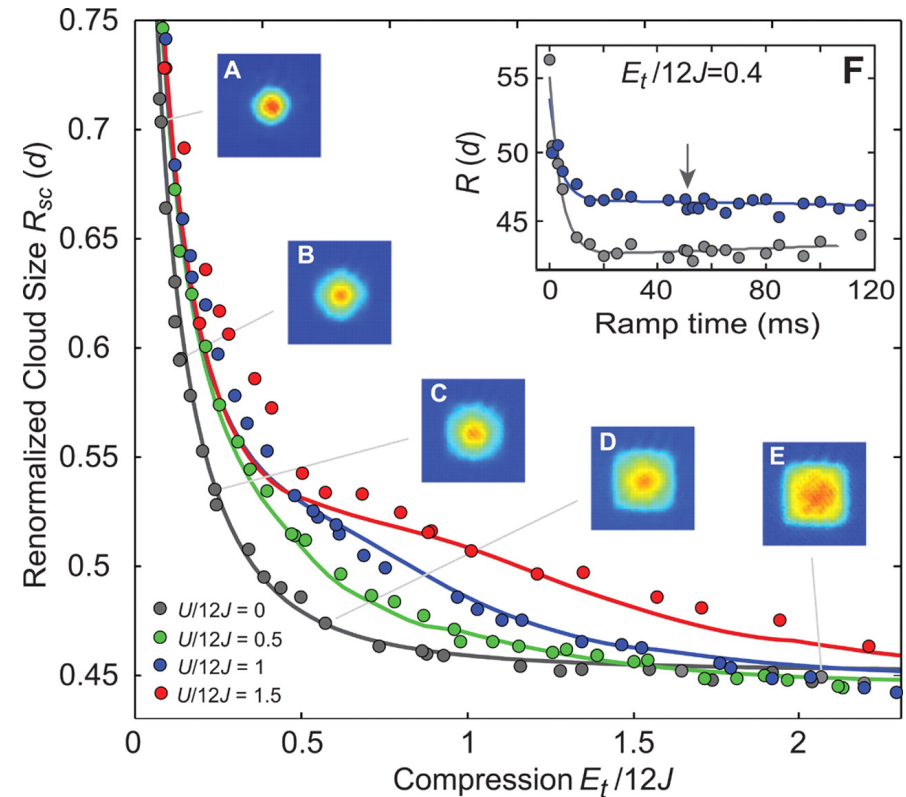 0.75
0.7
0.65
0.6
0.55
0.5
0.45
Renormalized Cloud Size R_sc (d)
A
B
C
D
E
F
E_t/12J=0.4
55
50
45
R (d)
0 40 80 120
Ramp time (ms)
U/12J = 0
U/12J = 0.5
U/12J = 1
U/12J = 1.5
0 0.5 1 1.5 2
Compression E_t/12J